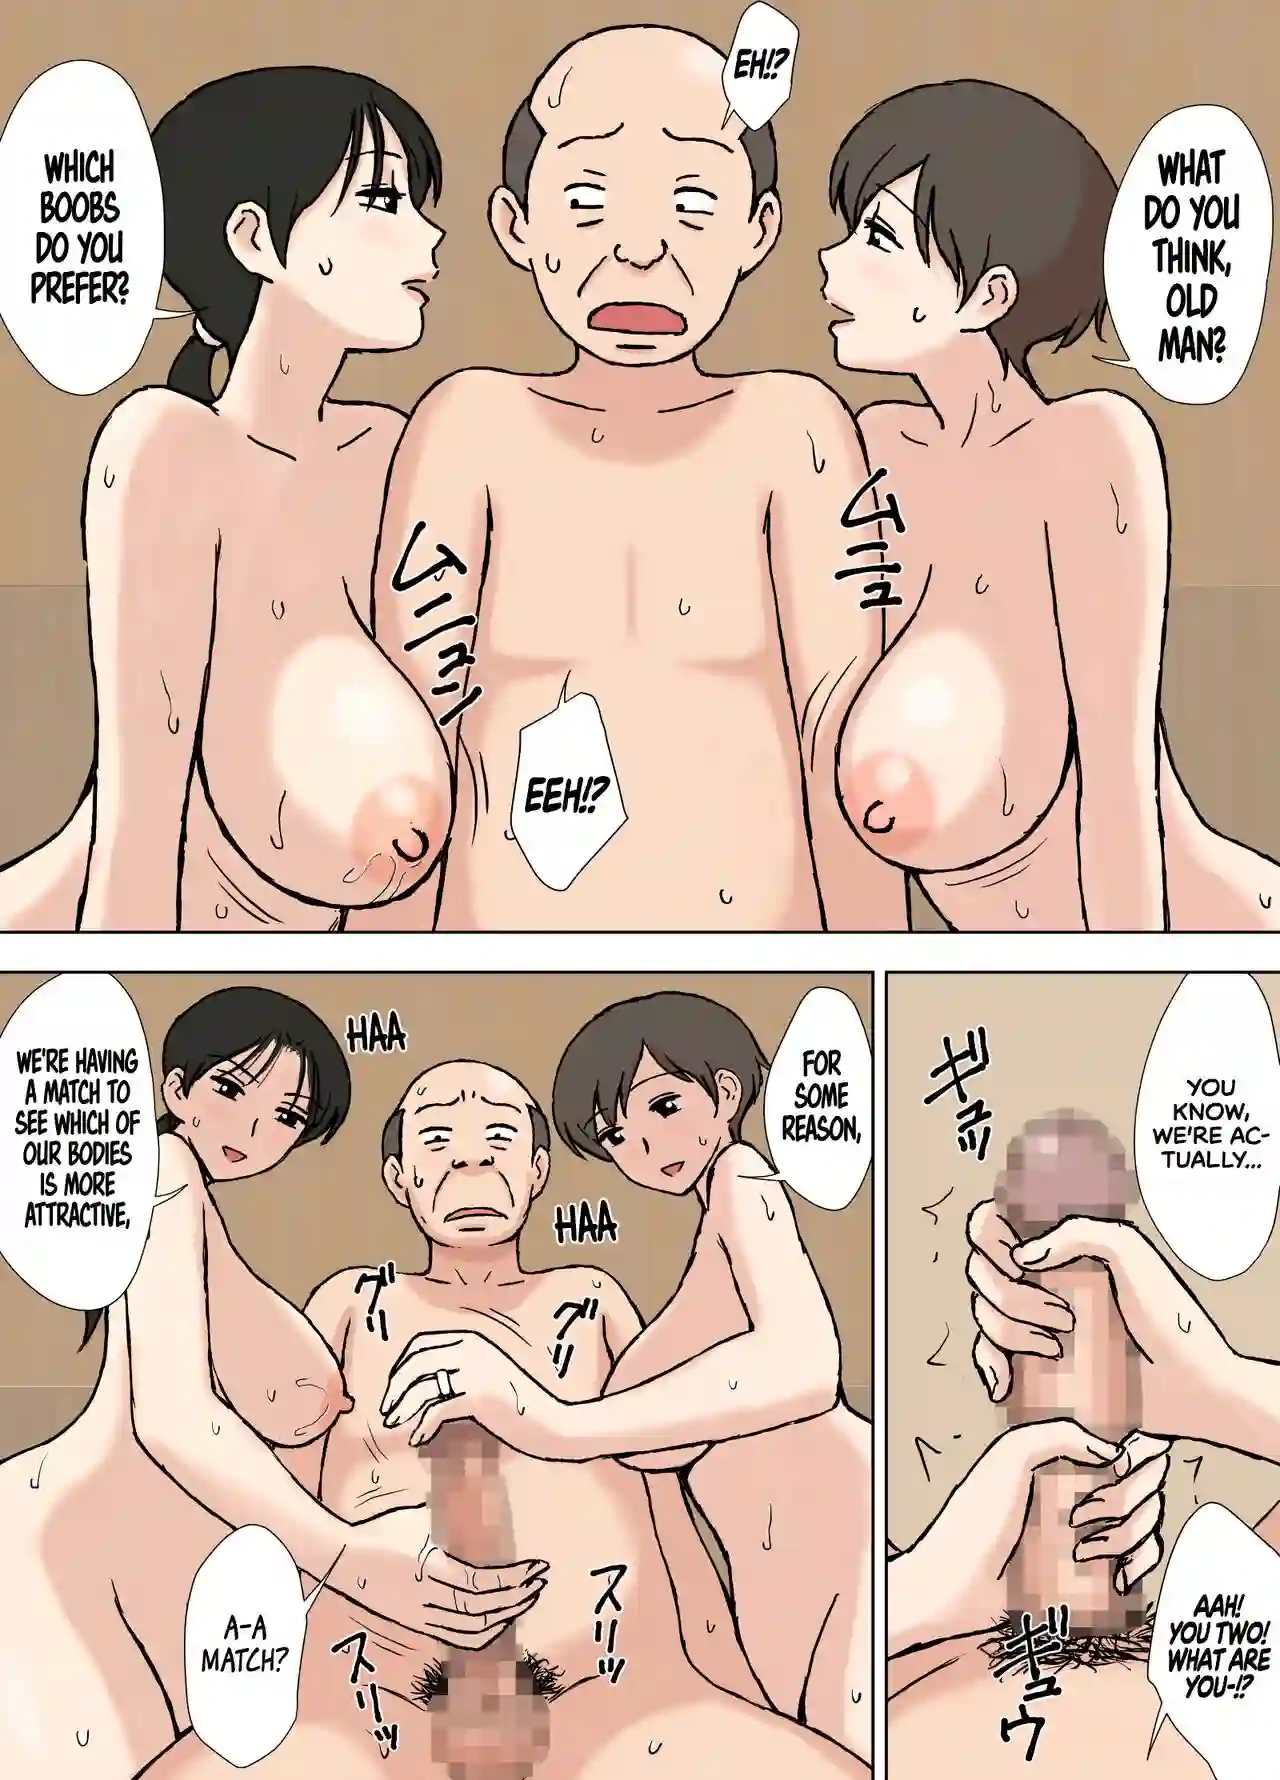 EH!?
WHICH
BOOBS
DO YOU
PREFER?
WHAT
DO YOU
THINK,
OLD
MAN?
ムニュン
ムニュ
EEH!?
WE'RE HAVING
A MATCH TO
SEE WHICH OF
OUR BODIES
IS MORE
ATTRACTIVE,
HAA
HAA
FOR
SOME
REASON,
グリ
グリ
スリッ
スリッ
A-A
MATCH?
YOU
KNOW,
WE'RE AC-
TUALLY...
ギュッ
ギュウ
AAH!
YOU TWO!
WHAT ARE
YOU-!?